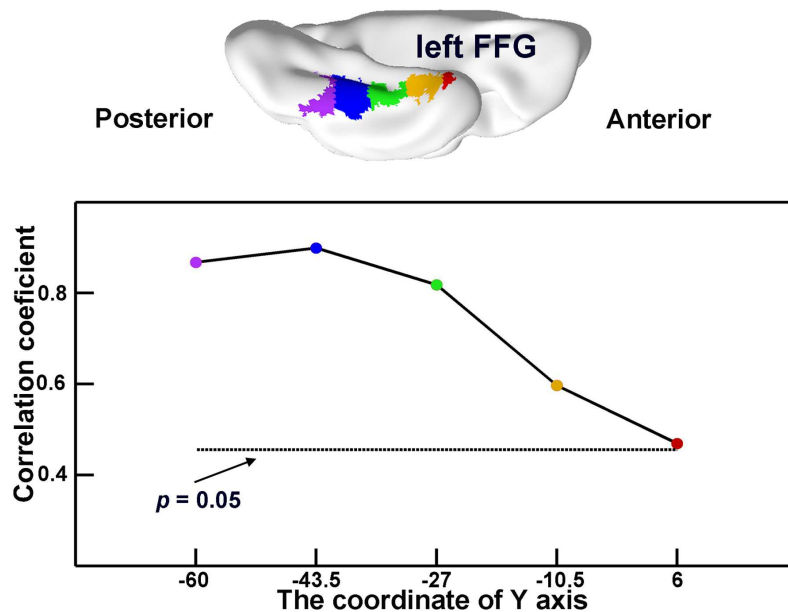 left FFG
Posterior
Anterior
Correlation coeficient
0.8
0.6
0.4
p = 0.05
-60
-43.5
-27
-10.5
6
The coordinate of Y axis